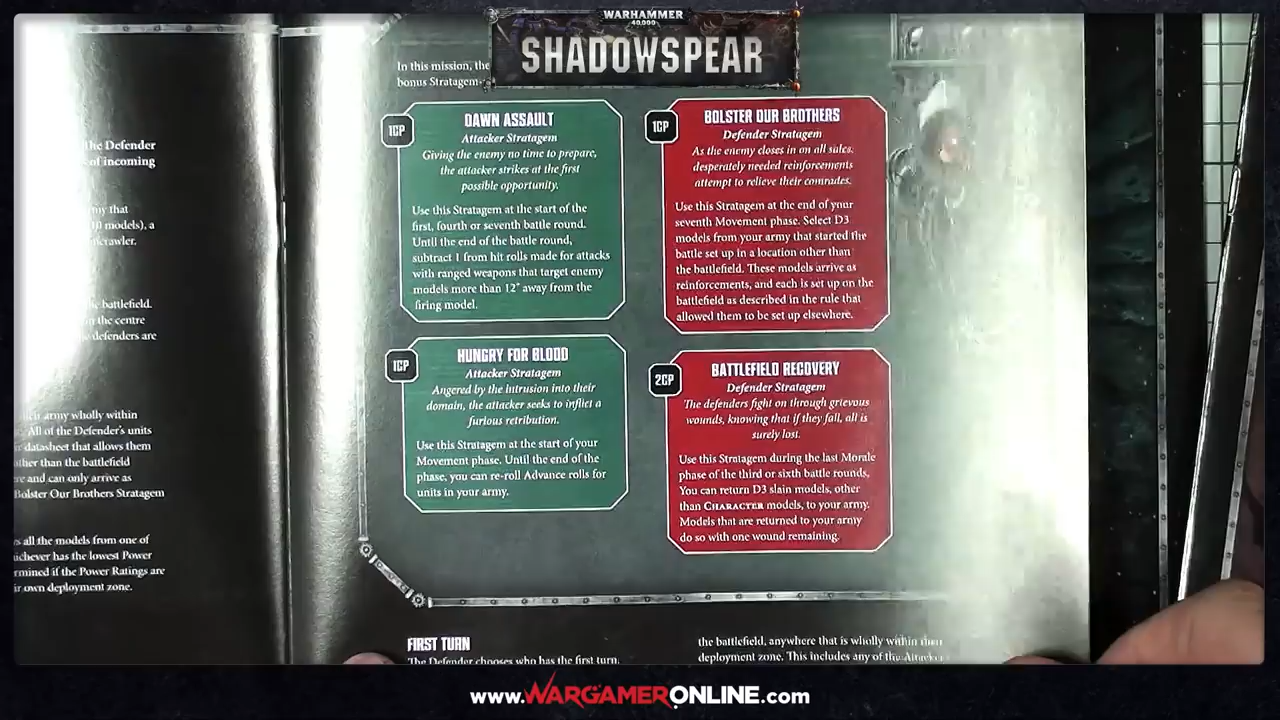 WARHAMMER
40,000
SHADOWSPEAR
In this mission, the
bonus Stratagem
the Defender
of incoming
my that
models), a
crawler.
battlefield.
in the centre
defenders are
army wholly within
All of the Defender's units
datasheet that allows them
other than the battlefield
and can only arrive as
Bolster Our Brothers Stratagem
all the models from one of
whichever has the lowest Power
if the Power Ratings are
own deployment zone.
1CP
DAWN ASSAULT
Attacker Stratagem
Giving the enemy no time to prepare,
the attacker strikes at the first
possible opportunity.
Use this Stratagem at the start of the
first, fourth or seventh battle round.
Until the end of the battle round,
subtract 1 from hit rolls made for attacks
with ranged weapons that target enemy
models more than 12" away from the
firing model.
1CP
BOLSTER OUR BROTHERS
Defender Stratagem
As the enemy closes in on all sides,
desperately needed reinforcements
attempt to relieve their comrades.
Use this Stratagem at the end of your
seventh Movement phase. Select D3
models from your army that started the
battle set up in a location other than
the battlefield. These models arrive as
reinforcements, and each is set up on the
battlefield as described in the rule that
allowed them to be set up elsewhere.
1CP
HUNGRY FOR BLOOD
Attacker Stratagem
Angered by the intrusion into their
domain, the attacker seeks to inflict a
furious retribution.
Use this Stratagem at the start of your
Movement phase. Until the end of the
phase, you can re-roll Advance rolls for
units in your army.
2CP
BATTLEFIELD RECOVERY
Defender Stratagem
The defenders fight on through grievous
wounds, knowing that if they fall, all is
surely lost.
Use this Stratagem during the last Morale
phase of the third or sixth battle rounds.
You can return D3 slain models, other
than CHARACTER models, to your army.
Models that are returned to your army
do so with one wound remaining.
FIRST TURN
The Defender chooses who has the first turn.
the battlefield, anywhere that is wholly within their
deployment zone. This includes any of the Attacker
www.WARGAMERONLINE.com